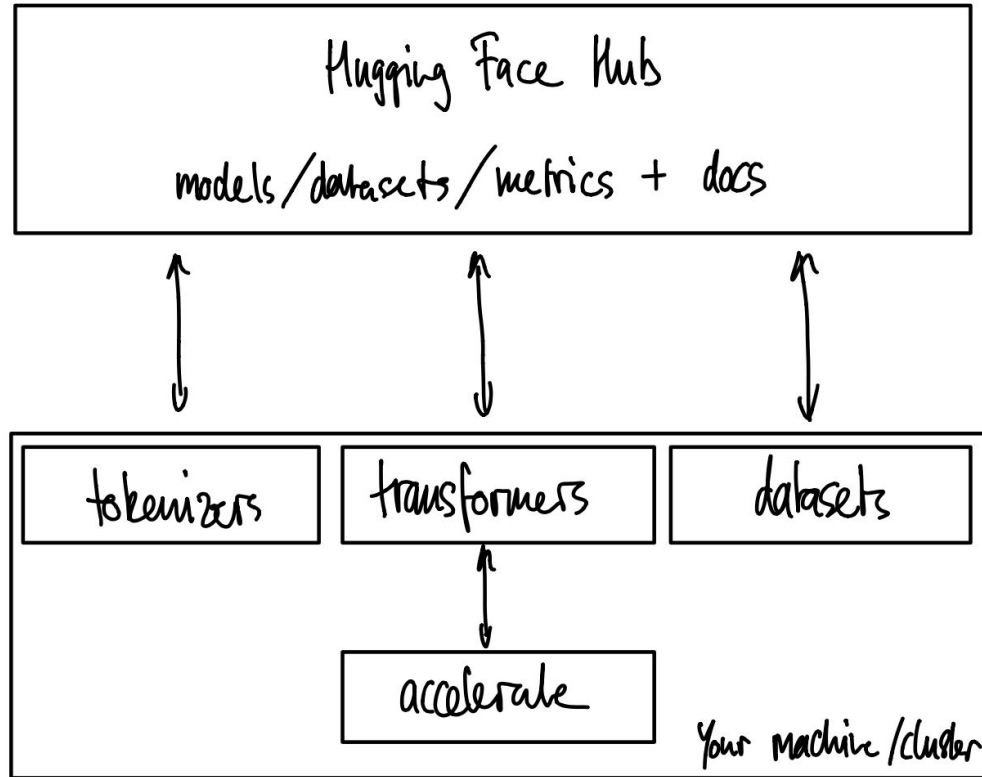 Hugging Face Hub
models/datasets/metrics + docs
tokenizers
transformers
datasets
accelerate
Your machine/cluster